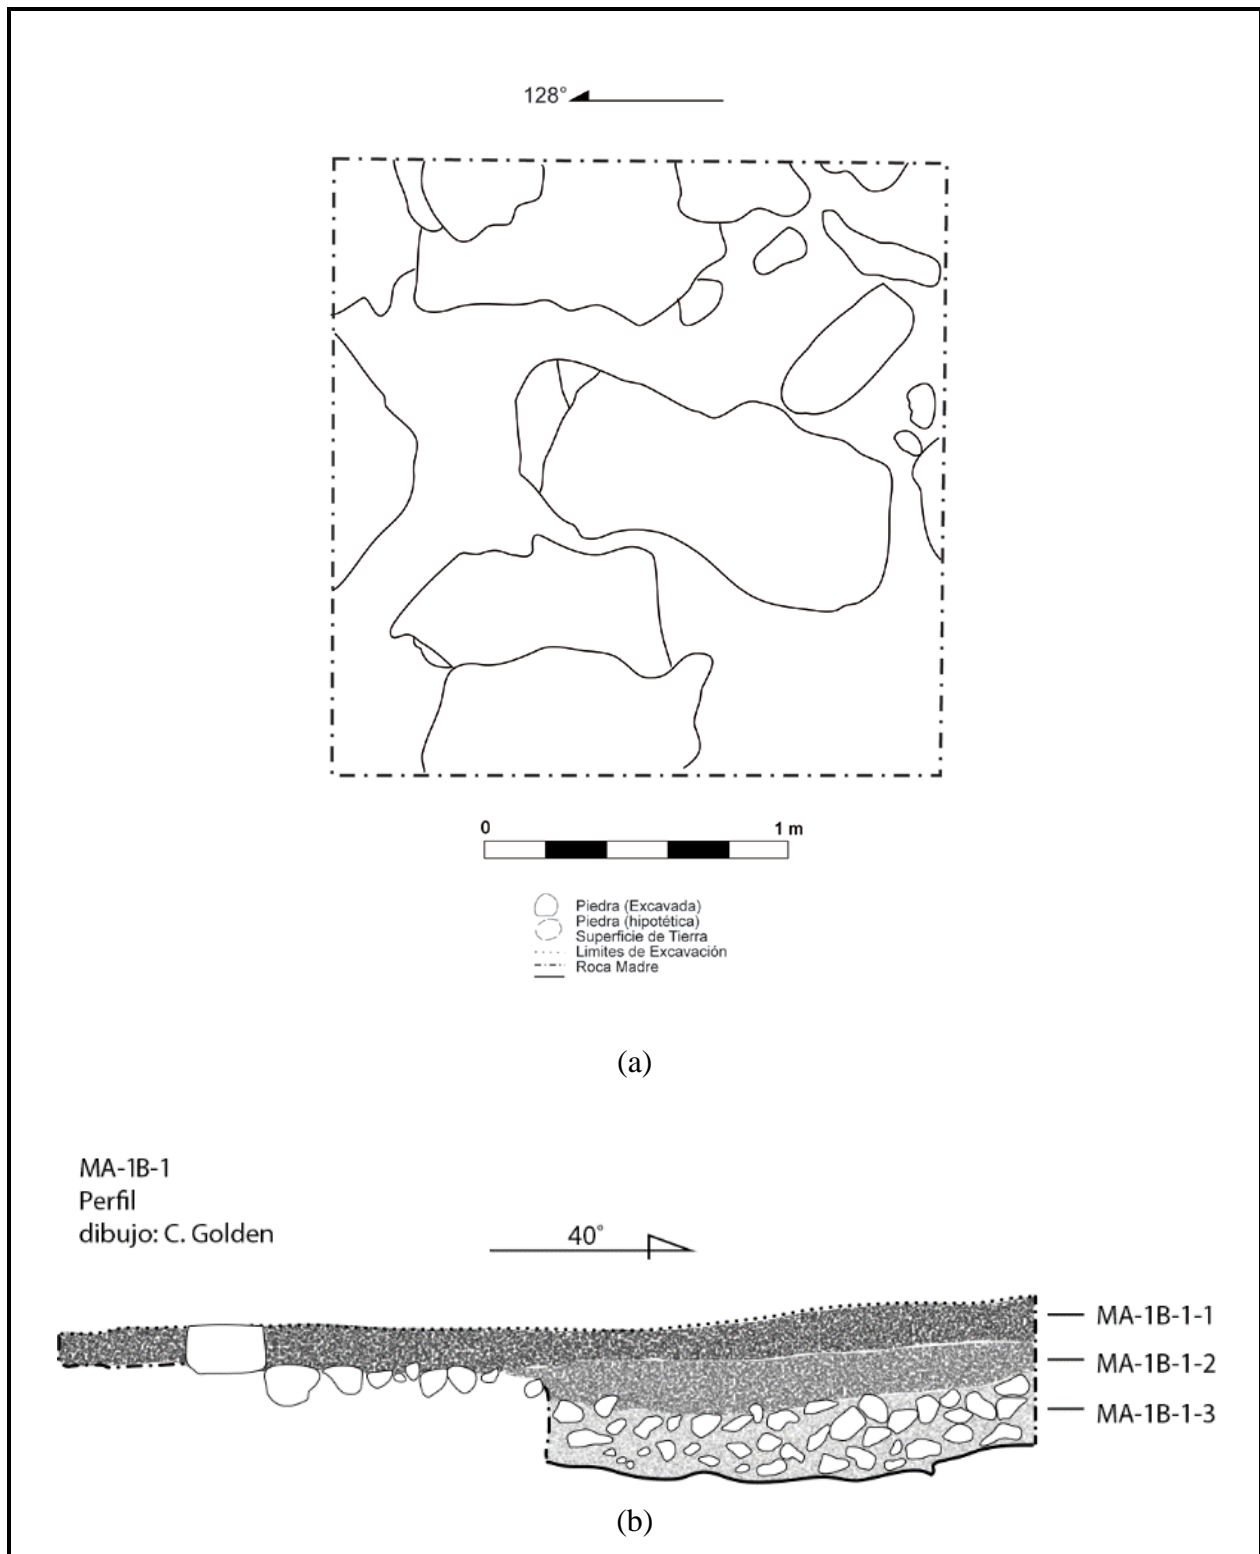 128°
0 1 m
Piedra (Excavada)
Piedra (hipotética)
Superficie de Tierra
Limites de Excavación
Roca Madre
(a)
MA-1B-1
Perfil
dibujo: C. Golden
40°
MA-1B-1-1
MA-1B-1-2
MA-1B-1-3
(b)